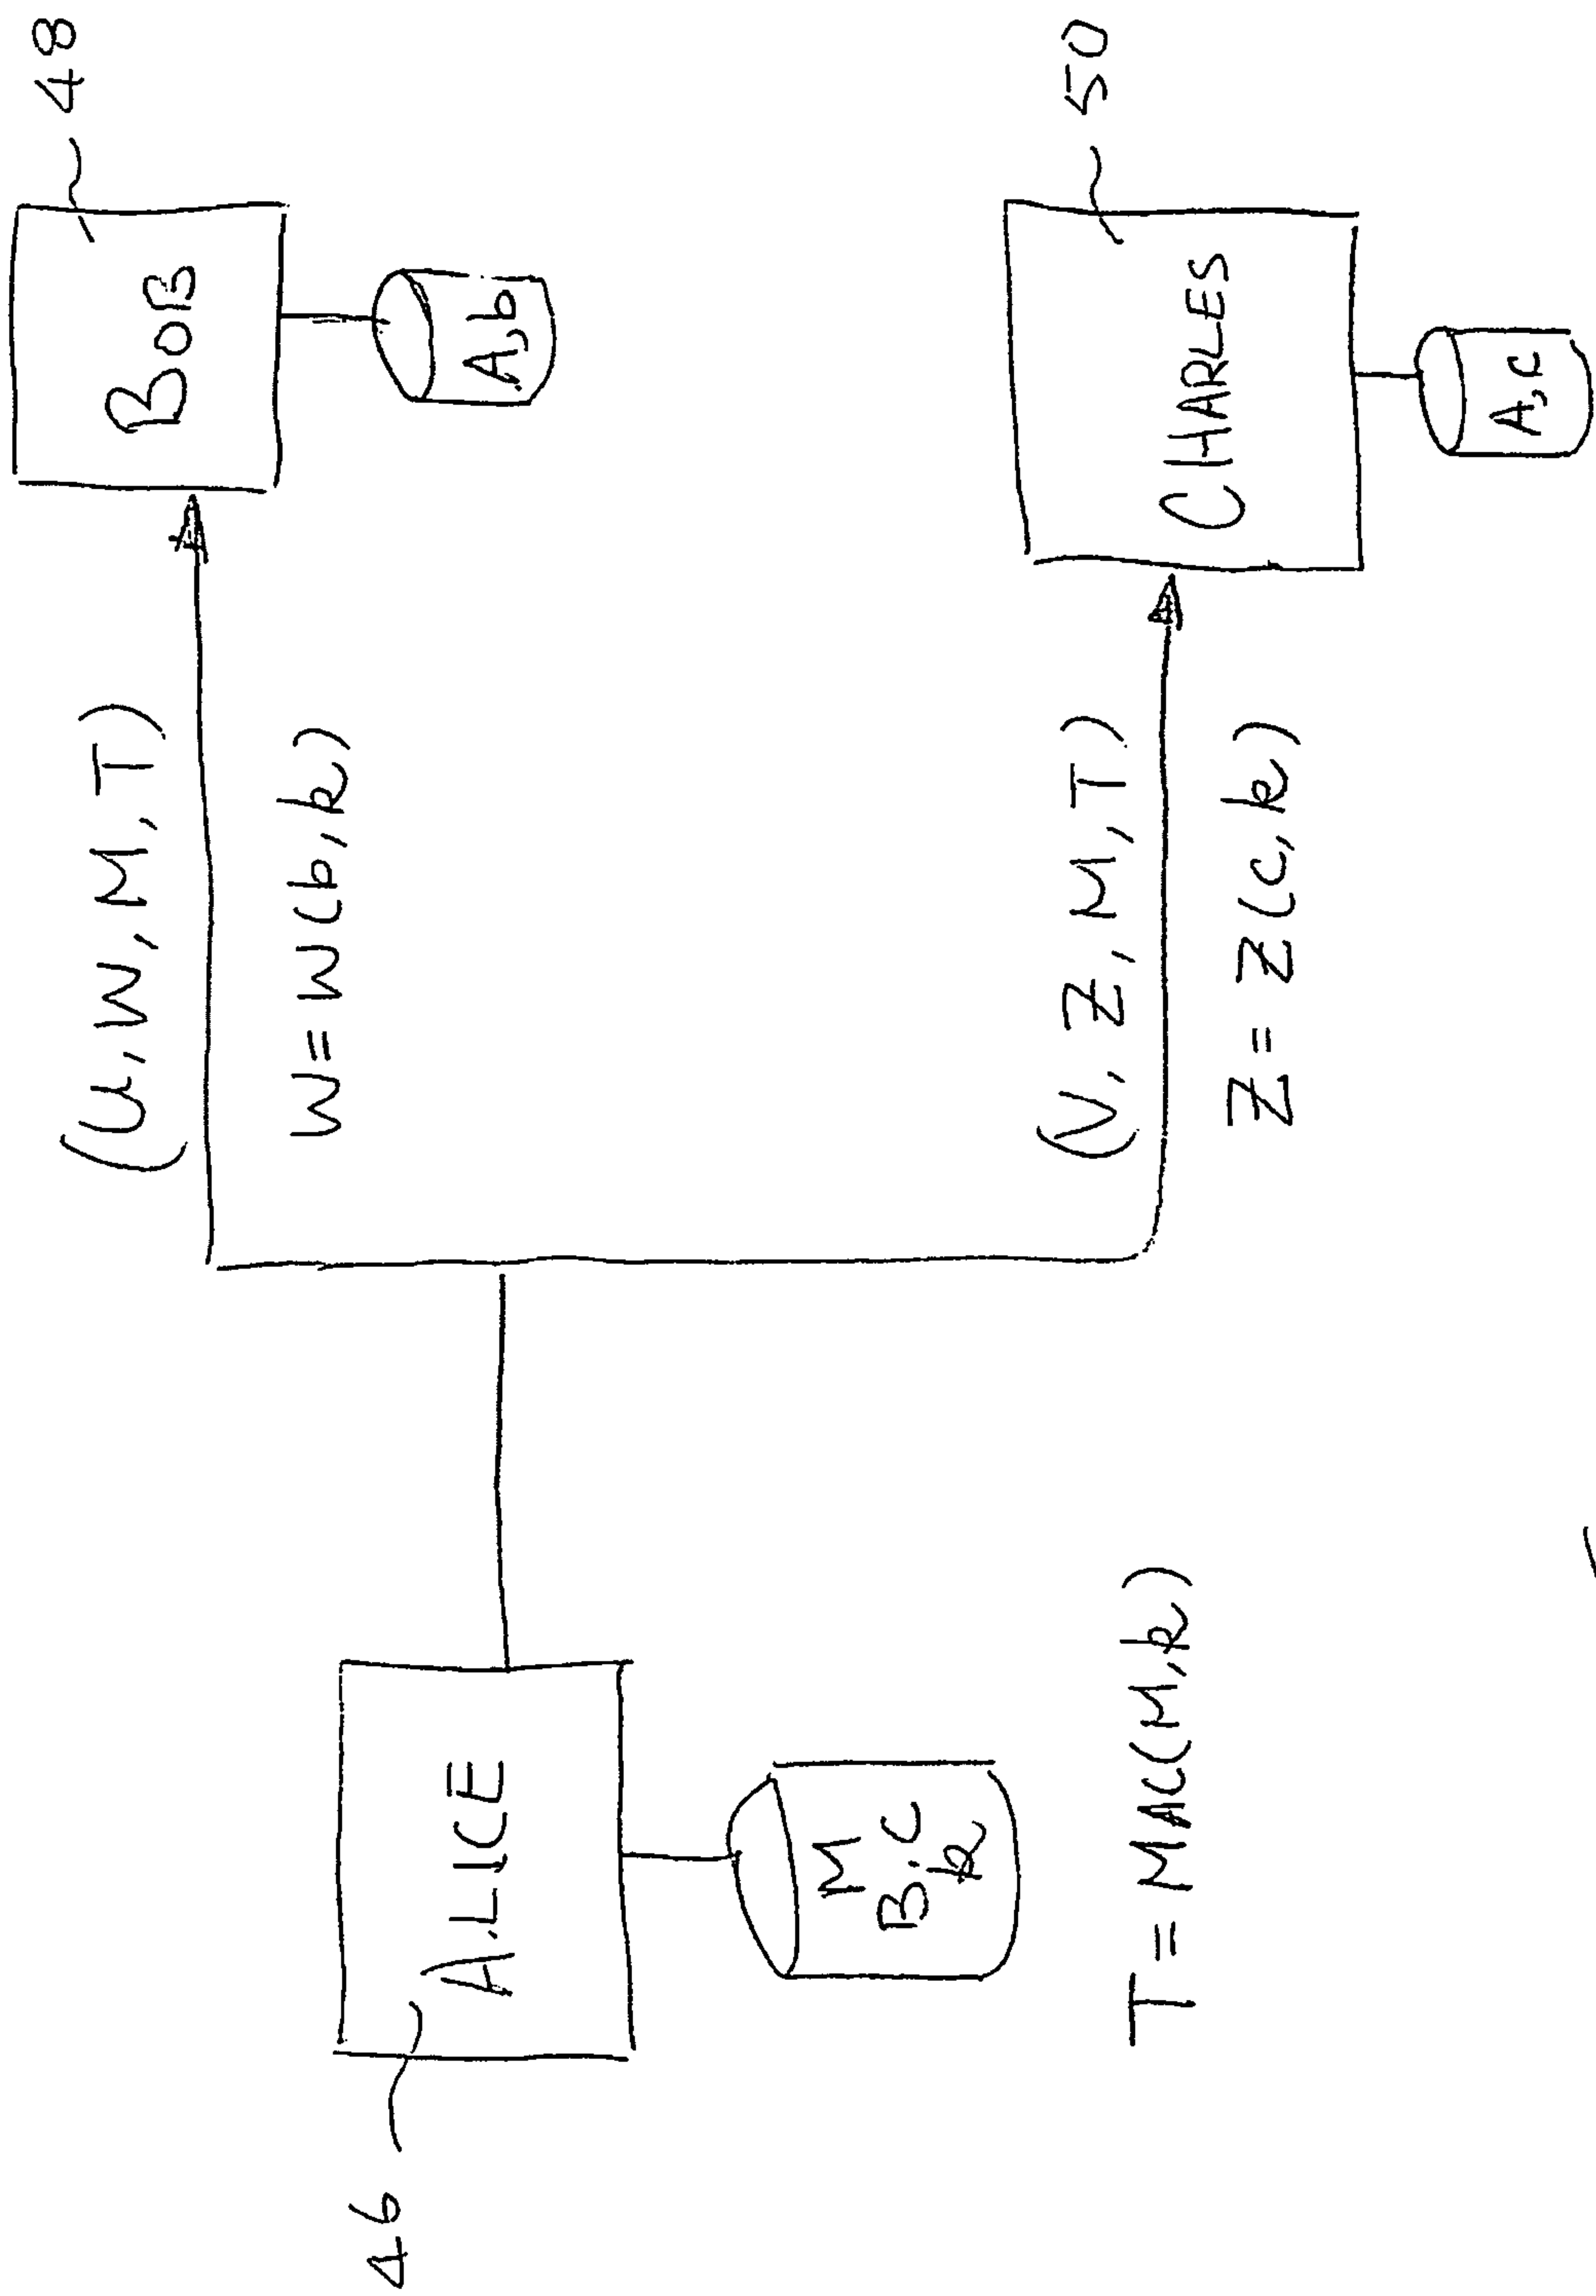 48
BOB
A,b
(U,W,M,T)
W=W(b,k)
46
ALICE
M
B,C
k
T=MAC(M,k)
(V,Z,M,T)
Z=Z(c,k)
50
CHARLES
A,c